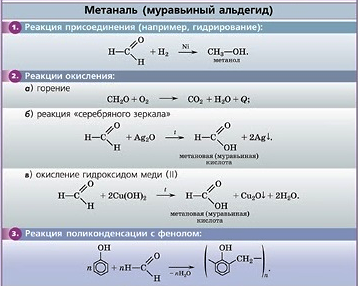 Метаналь (муравьиный альдегид)
1. Реакция присоединения (например, гидрирование):
H—C(=O)—H + H₂ —Ni→ CH₃—OH.
метанол
2. Реакции окисления:
а) горение
CH₂O + O₂ → CO₂ + H₂O + Q;
б) реакция «серебряного зеркала»
H—C(=O)—H + Ag₂O —t→ H—C(=O)—OH + 2Ag↓.
метановая (муравьиная)
кислота
в) окисление гидроксидом меди (II)
H—C(=O)—H + 2Cu(OH)₂ —t→ H—C(=O)—OH + Cu₂O↓ + 2H₂O.
метановая (муравьиная)
кислота
3. Реакция поликонденсации с фенолом:
OH OH
n + nH—C(=O)—H → –nH₂O ( CH₂— )n.